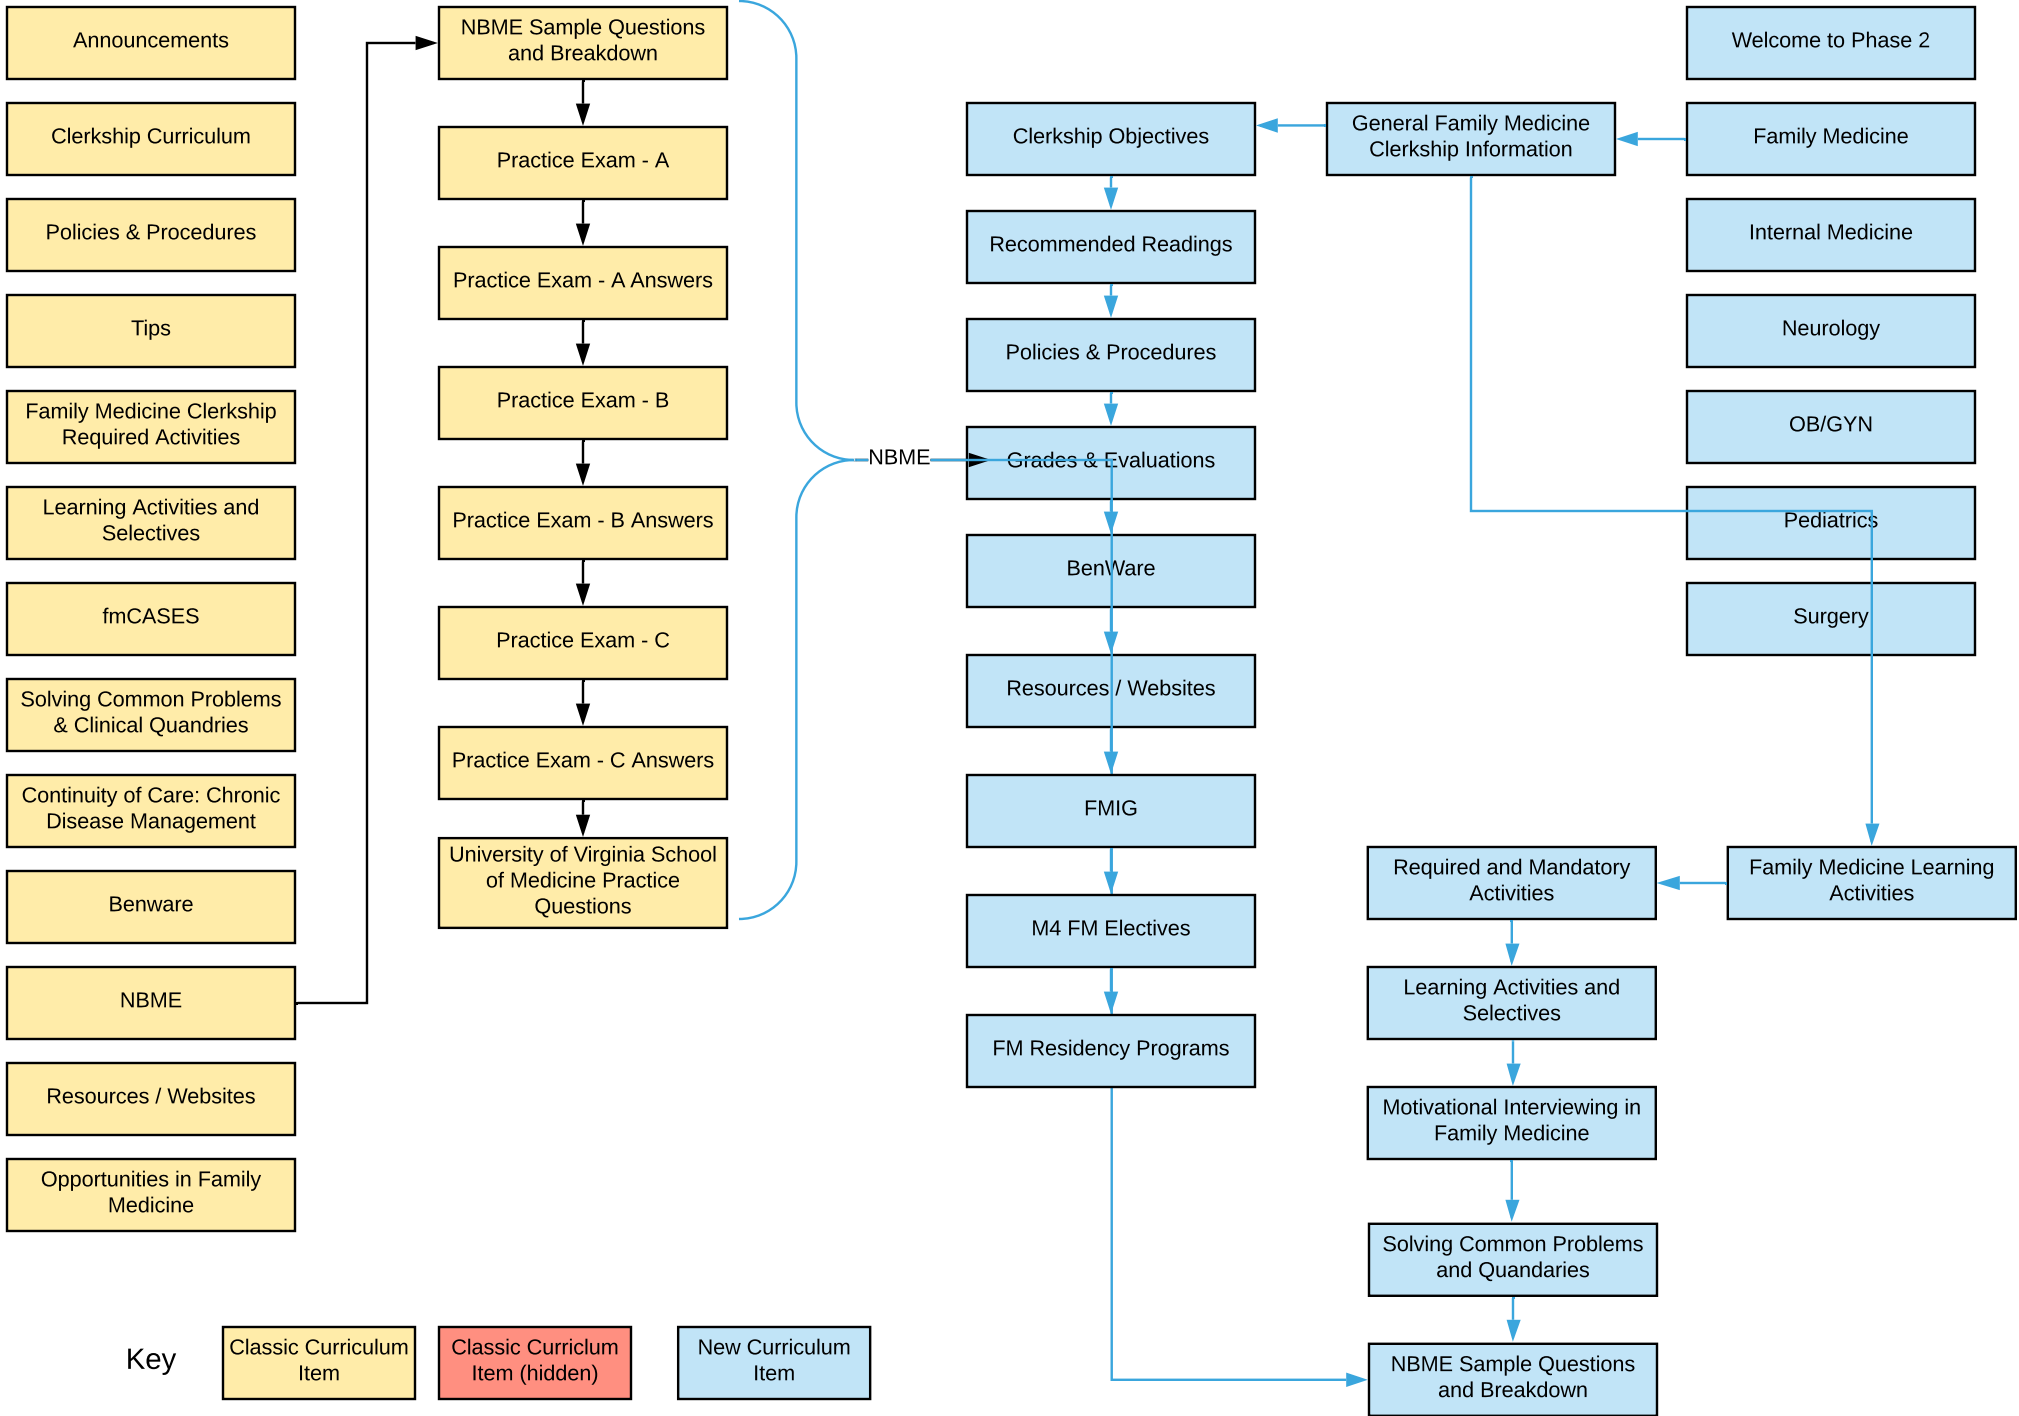 Announcements
Clerkship Curriculum
Policies & Procedures
Tips
Family Medicine Clerkship
Required Activities
Learning Activities and
Selectives
fmCASES
Solving Common Problems
& Clinical Quandries
Continuity of Care: Chronic
Disease Management
Benware
NBME
Resources / Websites
Opportunities in Family
Medicine
NBME Sample Questions
and Breakdown
Practice Exam - A
Practice Exam - A Answers
Practice Exam - B
Practice Exam - B Answers
Practice Exam - C
Practice Exam - C Answers
University of Virginia School
of Medicine Practice
Questions
NBME
Clerkship Objectives
Recommended Readings
Policies & Procedures
Grades & Evaluations
BenWare
Resources / Websites
FMIG
M4 FM Electives
FM Residency Programs
General Family Medicine
Clerkship Information
Welcome to Phase 2
Family Medicine
Internal Medicine
Neurology
OB/GYN
Pediatrics
Surgery
Family Medicine Learning
Activities
Required and Mandatory
Activities
Learning Activities and
Selectives
Motivational Interviewing in
Family Medicine
Solving Common Problems
and Quandaries
NBME Sample Questions
and Breakdown
Key
Classic Curriculum
Item
Classic Curriclum
Item (hidden)
New Curriculum
Item